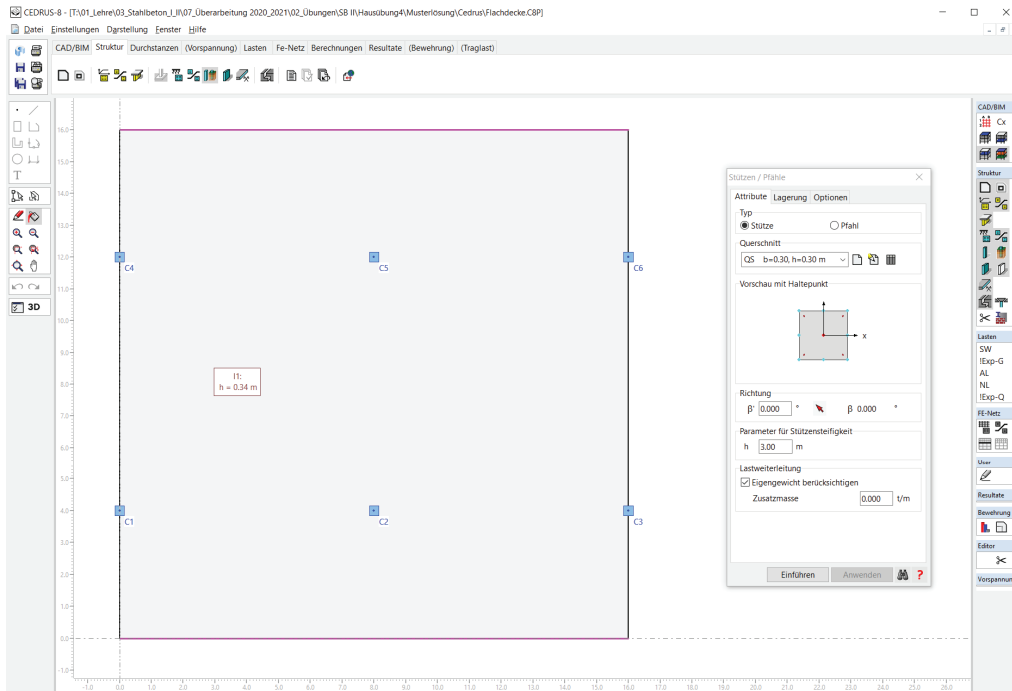 CEDRUS-8 - [T:\01_Lehre\03_Stahlbeton_I_II\07_Überarbeitung 2020_2021\02_Übungen\SB II\Hausübung4\Musterlösung\Cedrus\Flachdecke.C8P]
Datei Einstellungen Darstellung Fenster Hilfe
CAD/BIM Struktur Durchstanzen (Vorspannung) Lasten Fe-Netz Berechnungen Resultate (Bewehrung) (Traglast)
T
3D
16.0
15.0
14.0
13.0
12.0
11.0
10.0
9.0
8.0
7.0
6.0
5.0
4.0
3.0
2.0
1.0
0.0
-1.0
C4
C5
C6
I1:
h = 0.34 m
C1
C2
C3
-1.0 0.0 1.0 2.0 3.0 4.0 5.0 6.0 7.0 8.0 9.0 10.0 11.0 12.0 13.0 14.0 15.0 16.0 17.0 18.0 19.0 20.0 21.0 22.0 23.0 24.0 25.0 26.0
Stützen / Pfähle
Attribute Lagerung Optionen
Typ
Stütze Pfahl
Querschnitt
QS b=0.30, h=0.30 m
Vorschau mit Haltepunkt
x
Richtung
β' 0.000 ° β 0.000 °
Parameter für Stützensteifigkeit
h 3.00 m
Lastweiterleitung
Eigengewicht berücksichtigen
Zusatzmasse 0.000 t/m
Einführen Anwenden ?
CAD/BIM
Cx
Struktur
Lasten
SW
!Exp-G
AL
NL
!Exp-Q
FE-Netz
User
Resultate
Bewehrung
Editor
Vorspannun